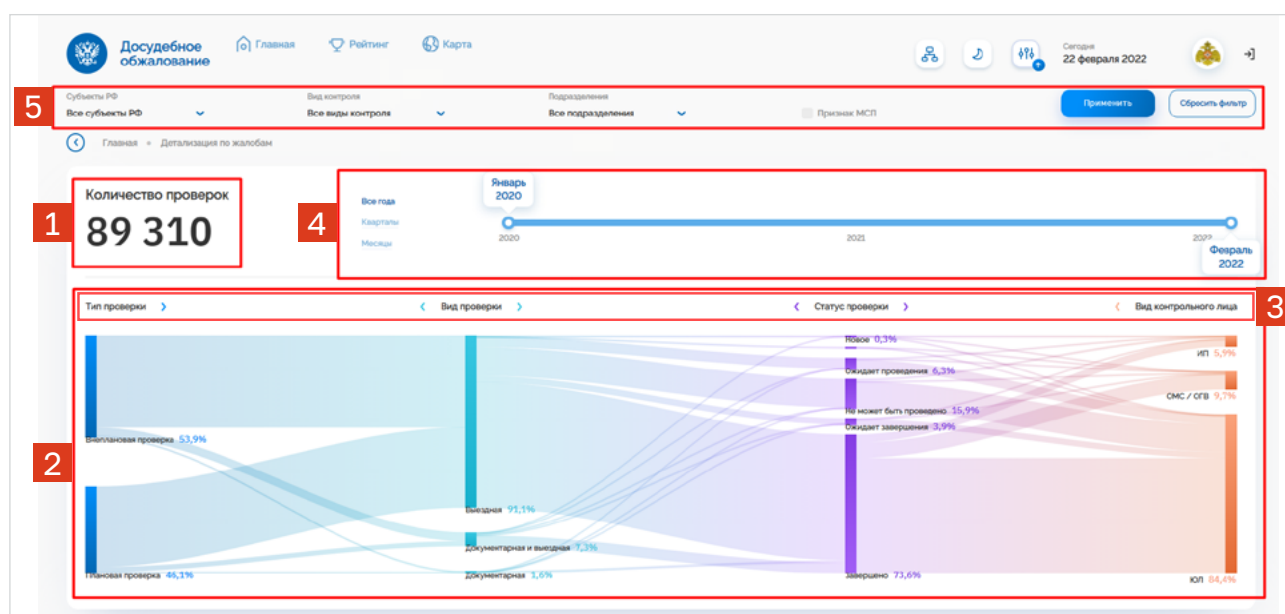 Досудебное
обжалование
Главная
Рейтинг
Карта
Сегодня
22 февраля 2022
5
Субъекты РФ
Вид контроля
Подразделения
Все субъекты РФ
Все виды контроля
Все подразделения
Признак МСП
Применить
Сбросить фильтр
Главная
Детализация по жалобам
1
Количество проверок
89 310
4
Все года
Кварталы
Месяцы
Январь
2020
2020
2021
2022
Февраль
2022
3
Тип проверки
Вид проверки
Статус проверки
Вид контрольного лица
2
Новое 0,3%
ИП 5,9%
Ожидает проведения 6,3%
СМС / ОГВ 9,7%
Не может быть проведено 15,9%
Ожидает завершения 3,9%
Внеплановая проверка 53,9%
Выездная 91,1%
Документарная и выездная 7,3%
Плановая проверка 46,1%
Документарная 1,6%
Завершено 73,6%
ЮЛ 84,4%